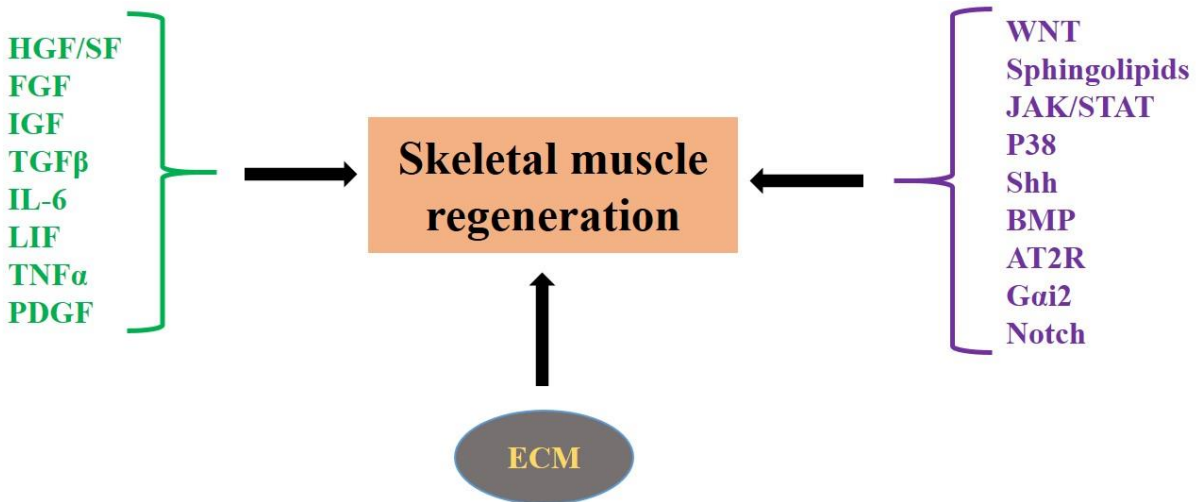 HGF/SF
FGF
IGF
TGFβ
IL-6
LIF
TNFα
PDGF
Skeletal muscle
regeneration
ECM
WNT
Sphingolipids
JAK/STAT
P38
Shh
BMP
AT2R
Gαi2
Notch